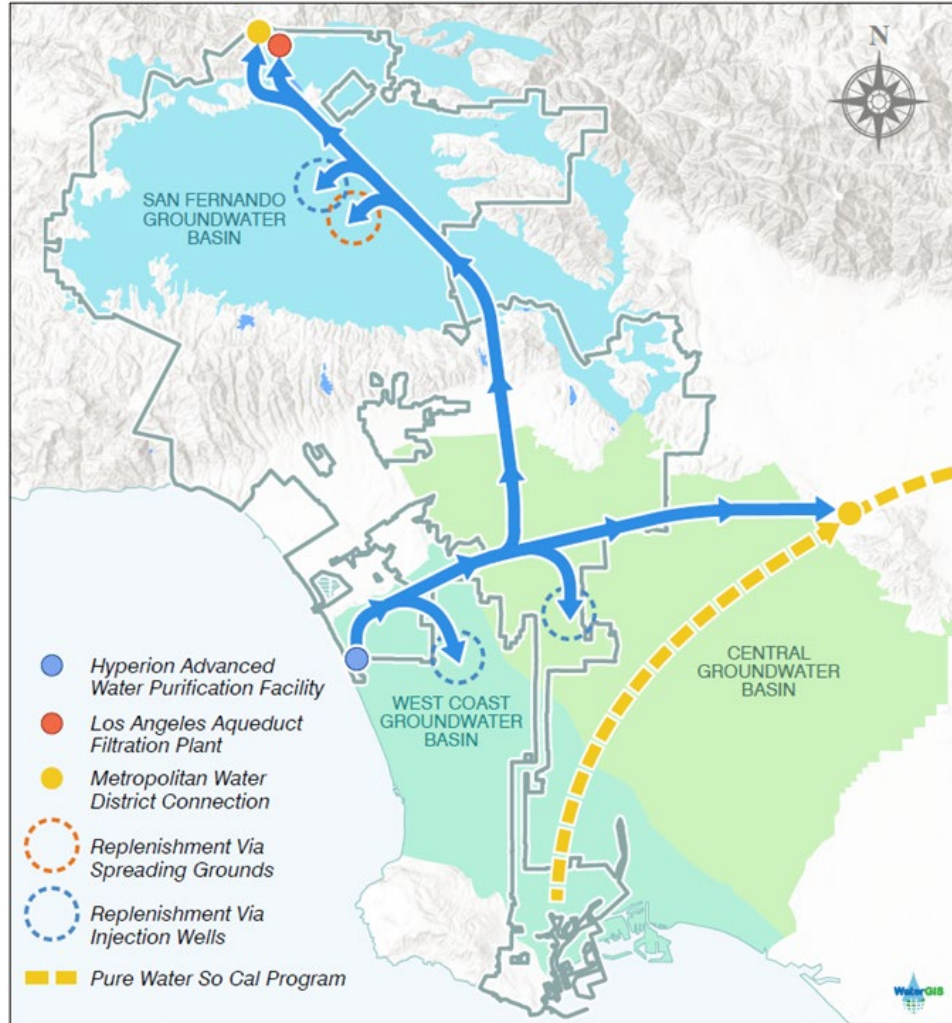 N
SAN FERNANDO
GROUNDWATER
BASIN
CENTRAL
GROUNDWATER
BASIN
WEST COAST
GROUNDWATER
BASIN
Hyperion Advanced
Water Purification Facility
Los Angeles Aqueduct
Filtration Plant
Metropolitan Water
District Connection
Replenishment Via
Spreading Grounds
Replenishment Via
Injection Wells
Pure Water So Cal Program
WaterGIS